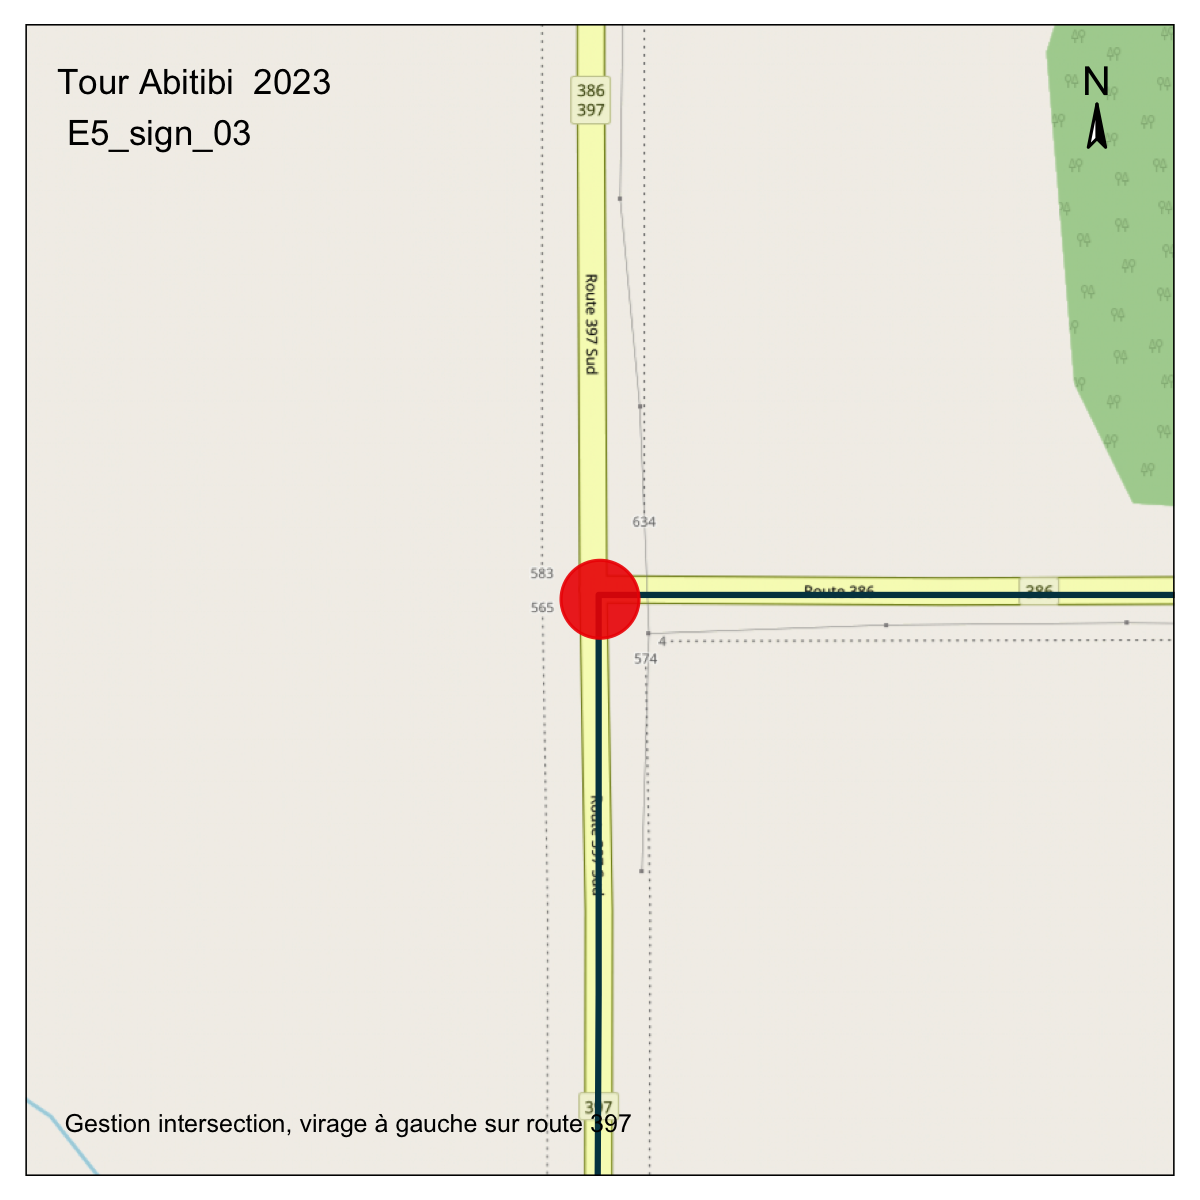 Tour Abitibi  2023
E5_sign_03
N
386
397
Route 397 Sud
634
583
565
Route 386
386
4
574
Route 397 Sud
397
Gestion intersection, virage à gauche sur route 397